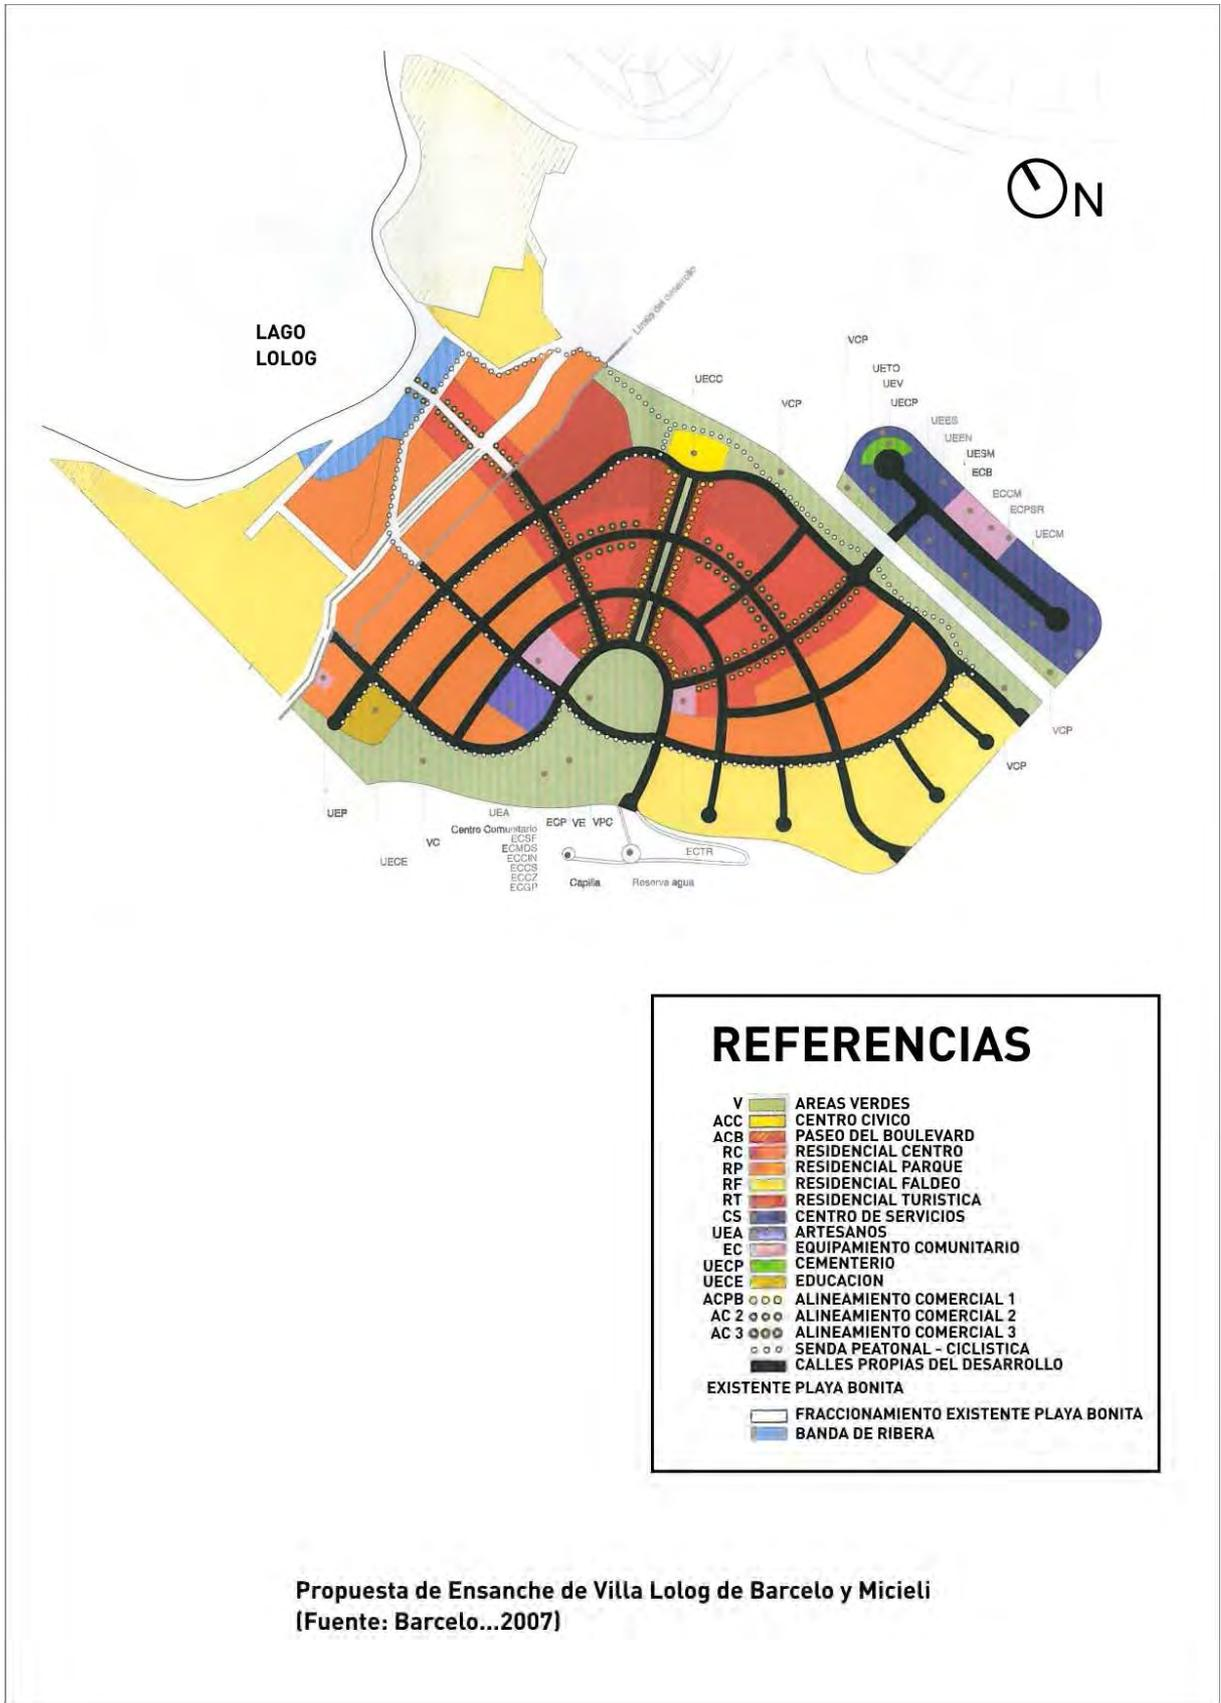 N
LAGO
LOLOG
Limite del desarrollo
VCP
UECC
UETO
UEV
VCP
UECP
UEES
UEEN
UESM
ECB
ECCM
ECPSR
UECM
VCP
VCP
UEP
UEA
VC
Centro Comunitario
ECP VE VPC
ECSF
ECMDS
UECE
ECCIN
ECCS
ECCZ
ECGP
Capilla
Reserva agua
ECTR
REFERENCIAS
V AREAS VERDES
ACC CENTRO CIVICO
ACB PASEO DEL BOULEVARD
RC RESIDENCIAL CENTRO
RP RESIDENCIAL PARQUE
RF RESIDENCIAL FALDEO
RT RESIDENCIAL TURISTICA
CS CENTRO DE SERVICIOS
UEA ARTESANOS
EC EQUIPAMIENTO COMUNITARIO
UECP CEMENTERIO
UECE EDUCACION
ACPB ALINEAMIENTO COMERCIAL 1
AC 2 ALINEAMIENTO COMERCIAL 2
AC 3 ALINEAMIENTO COMERCIAL 3
SENDA PEATONAL - CICLISTICA
CALLES PROPIAS DEL DESARROLLO
EXISTENTE PLAYA BONITA
FRACCIONAMIENTO EXISTENTE PLAYA BONITA
BANDA DE RIBERA
Propuesta de Ensanche de Villa Lolog de Barcelo y Micieli
(Fuente: Barcelo...2007)